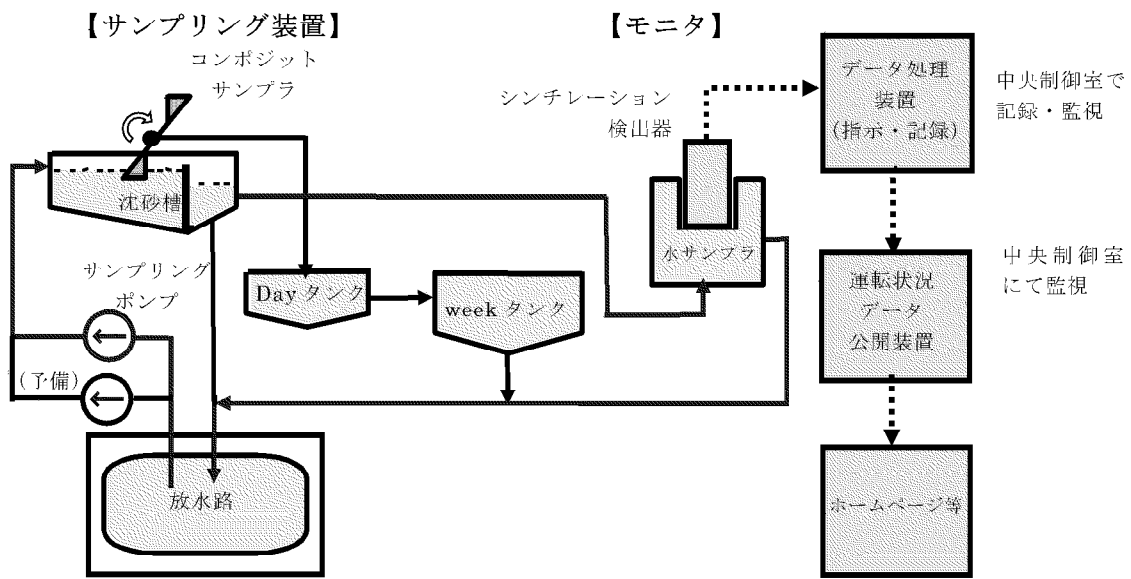 【サンプリング装置】
コンポジット
サンプラ
沈砂槽
サンプリング
ポンプ
(予備)
放水路
Day タンク
week タンク
【モニタ】
シンチレーション
検出器
水サンプラ
データ処理
装置
(指示・記録)
中央制御室で
記録・監視
運転状況
データ
公開装置
中央制御室
にて監視
ホームページ等